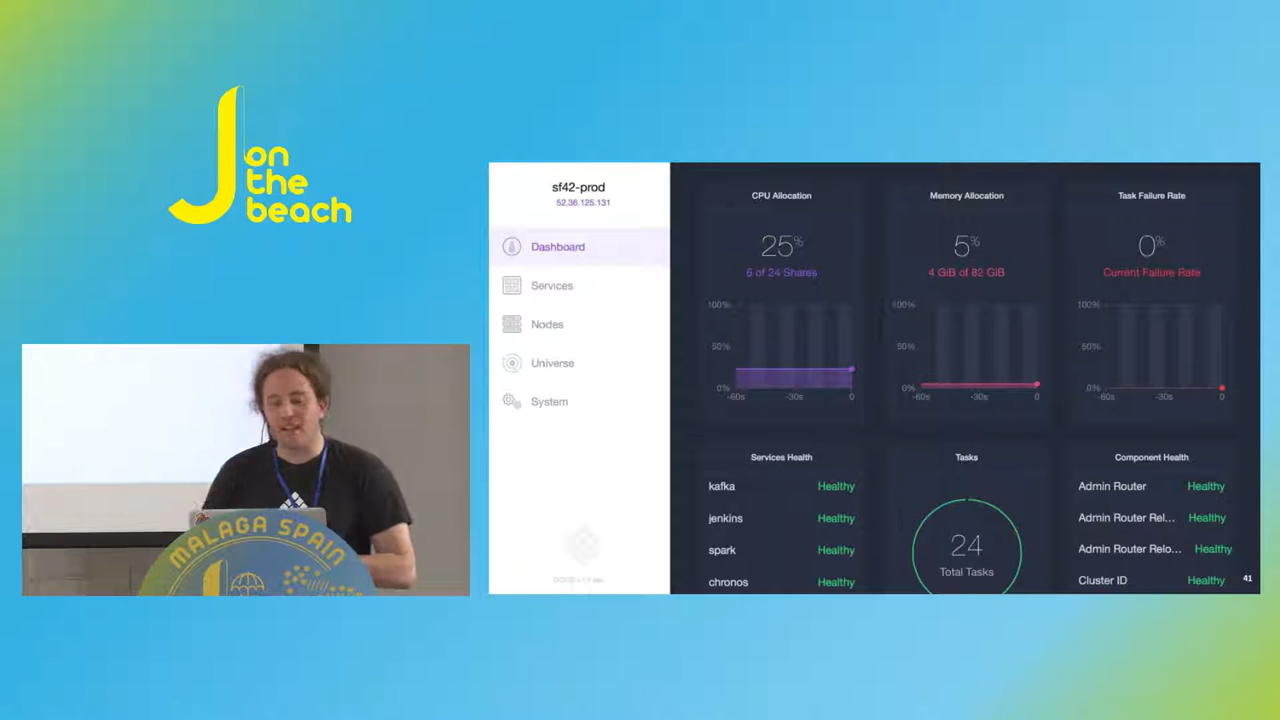 J on
the
beach
MALAGA SPAIN
sf42-prod
52.36.125.131
Dashboard
Services
Nodes
Universe
System
CPU Allocation
25%
6 of 24 Shares
100%
50%
0%
-60s -30s 0
Memory Allocation
5%
4 GiB of 82 GiB
100%
50%
0%
-60s -30s 0
Task Failure Rate
0%
Current Failure Rate
100%
50%
0%
-60s -30s 0
Services Health
kafka Healthy
jenkins Healthy
spark Healthy
chronos Healthy
Tasks
24
Total Tasks
Component Health
Admin Router Healthy
Admin Router Rel... Healthy
Admin Router Relo... Healthy
Cluster ID Healthy
41